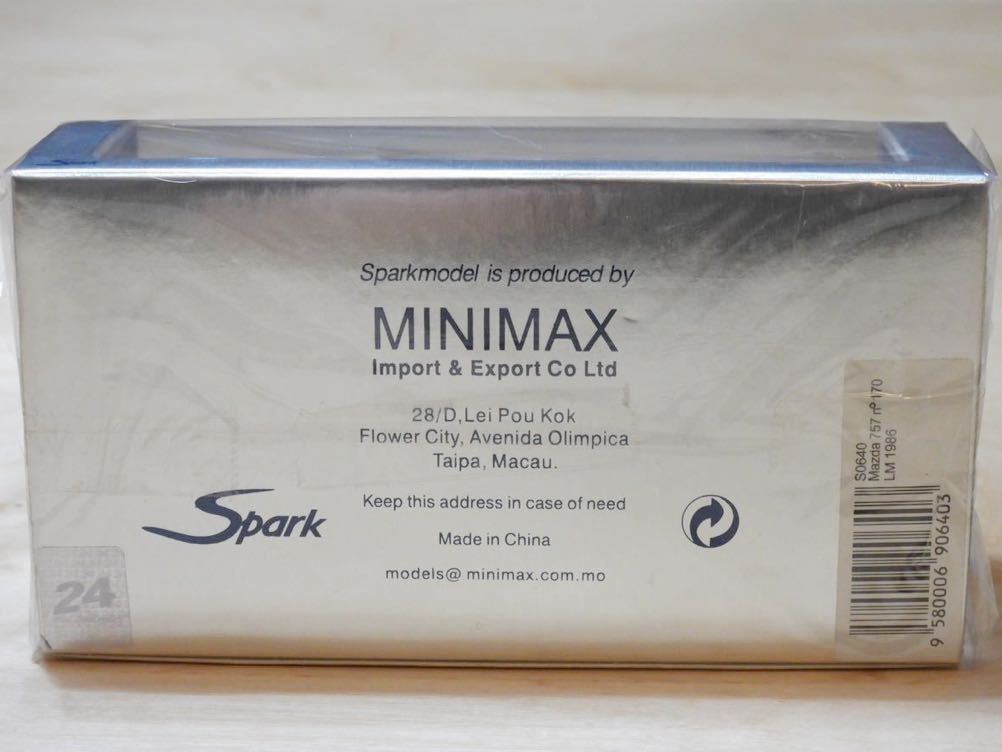 Sparkmodel is produced by
MINIMAX
Import & Export Co Ltd
28/D,Lei Pou Kok
Flower City, Avenida Olimpica
Taipa, Macau.
Keep this address in case of need
Made in China
models@ minimax.com.mo
Spark
24
S0640
Mazda 757 nº 170
LM 1986
9 580006 906403